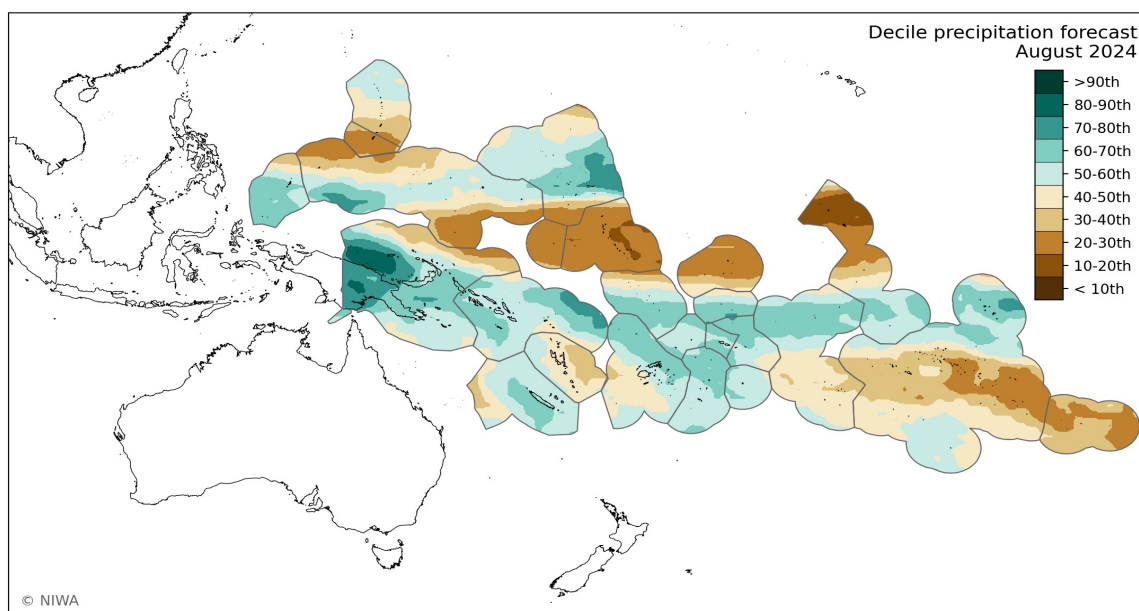 Decile precipitation forecast
August 2024
>90th
80-90th
70-80th
60-70th
50-60th
40-50th
30-40th
20-30th
10-20th
< 10th
© NIWA